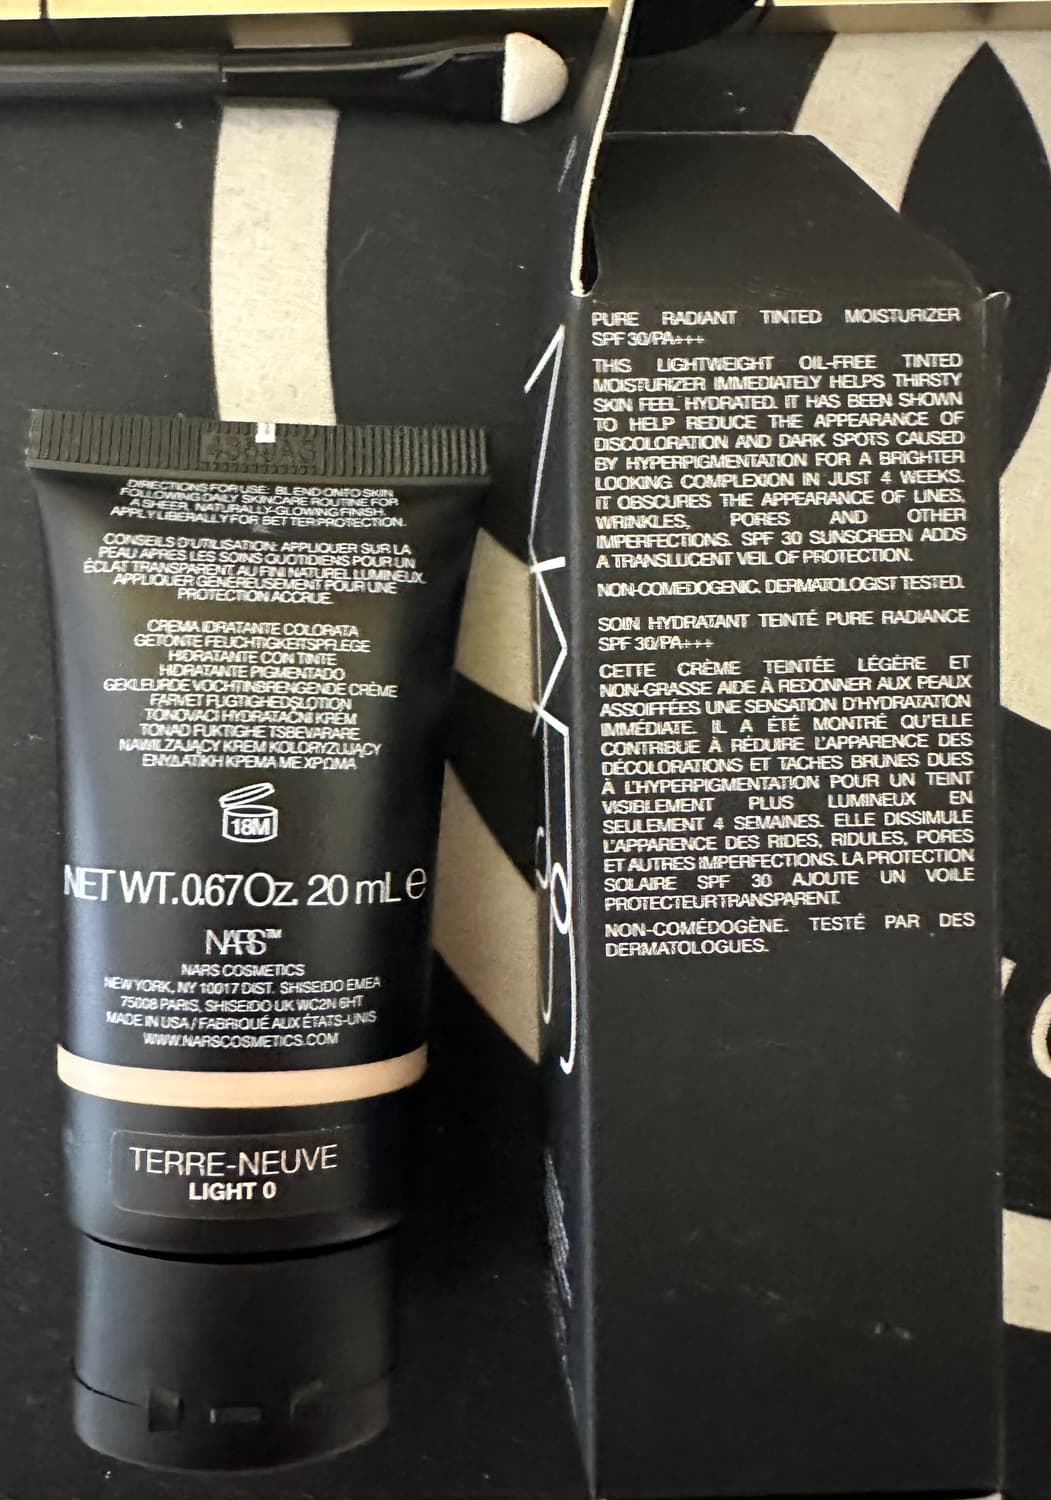 DIRECTIONS FOR USE: BLEND ONTO SKIN
FOLLOWING DAILY SKINCARE ROUTINE FOR
A SHEER, NATURALLY-GLOWING FINISH.
APPLY LIBERALLY FOR BETTER PROTECTION.
CONSEILS D'UTILISATION: APPLIQUER SUR LA
PEAU APRES LES SOINS QUOTIDIENS POUR UN
ÉCLAT TRANSPARENT AU FINI NATUREL LUMINEUX.
APPLIQUER GENEREUSEMENT POUR UNE
PROTECTION ACCRUE.
CREMA IDRATANTE COLORATA
GETÖNTE FEUCHTIGKEITSPFLEGE
HIDRATANTE CON TINTE
HIDRATANTE PIGMENTADO
GEKLEURDE VOCHTINBRENGENDE CRÈME
FARVET FUGTIGHEDSLOTION
TÓNOVACÍ HYDRATAČNÍ KRÉM
TONAD FUKTIGHETSBEVARARE
NAWILŻAJĄCY KREM KOLORYZUJĄCY
ΕΝΥΔΑΤΙΚΗ ΚΡΕΜΑ ΜΕ ΧΡΩΜΑ
18M
NET WT. 0.67 Oz. 20 mL e
NARS™
NARS COSMETICS
NEW YORK, NY 10017 DIST. SHISEIDO EMEA
75008 PARIS, SHISEIDO UK WC2N 6HT
MADE IN USA / FABRIQUÉ AUX ÉTATS-UNIS
WWW.NARSCOSMETICS.COM
TERRE-NEUVE
LIGHT 0
PURE RADIANT TINTED MOISTURIZER
SPF 30/PA+++
THIS LIGHTWEIGHT OIL-FREE TINTED
MOISTURIZER IMMEDIATELY HELPS THIRSTY
SKIN FEEL HYDRATED. IT HAS BEEN SHOWN
TO HELP REDUCE THE APPEARANCE OF
DISCOLORATION AND DARK SPOTS CAUSED
BY HYPERPIGMENTATION FOR A BRIGHTER
LOOKING COMPLEXION IN JUST 4 WEEKS.
IT OBSCURES THE APPEARANCE OF LINES,
WRINKLES, PORES AND OTHER
IMPERFECTIONS. SPF 30 SUNSCREEN ADDS
A TRANSLUCENT VEIL OF PROTECTION.
NON-COMEDOGENIC. DERMATOLOGIST TESTED.
SOIN HYDRATANT TEINTÉ PURE RADIANCE
SPF 30/PA+++
CETTE CRÈME TEINTÉE LÉGÈRE ET
NON-GRASSE AIDE À REDONNER AUX PEAUX
ASSOIFFÉES UNE SENSATION D'HYDRATATION
IMMÉDIATE. IL A ÉTÉ MONTRÉ QU'ELLE
CONTRIBUE À RÉDUIRE L'APPARENCE DES
DÉCOLORATIONS ET TACHES BRUNES DUES
À L'HYPERPIGMENTATION POUR UN TEINT
VISIBLEMENT PLUS LUMINEUX EN
SEULEMENT 4 SEMAINES. ELLE DISSIMULE
L'APPARENCE DES RIDES, RIDULES, PORES
ET AUTRES IMPERFECTIONS. LA PROTECTION
SOLAIRE SPF 30 AJOUTE UN VOILE
PROTECTEUR TRANSPARENT.
NON-COMÉDOGÈNE. TESTÉ PAR DES
DERMATOLOGUES.